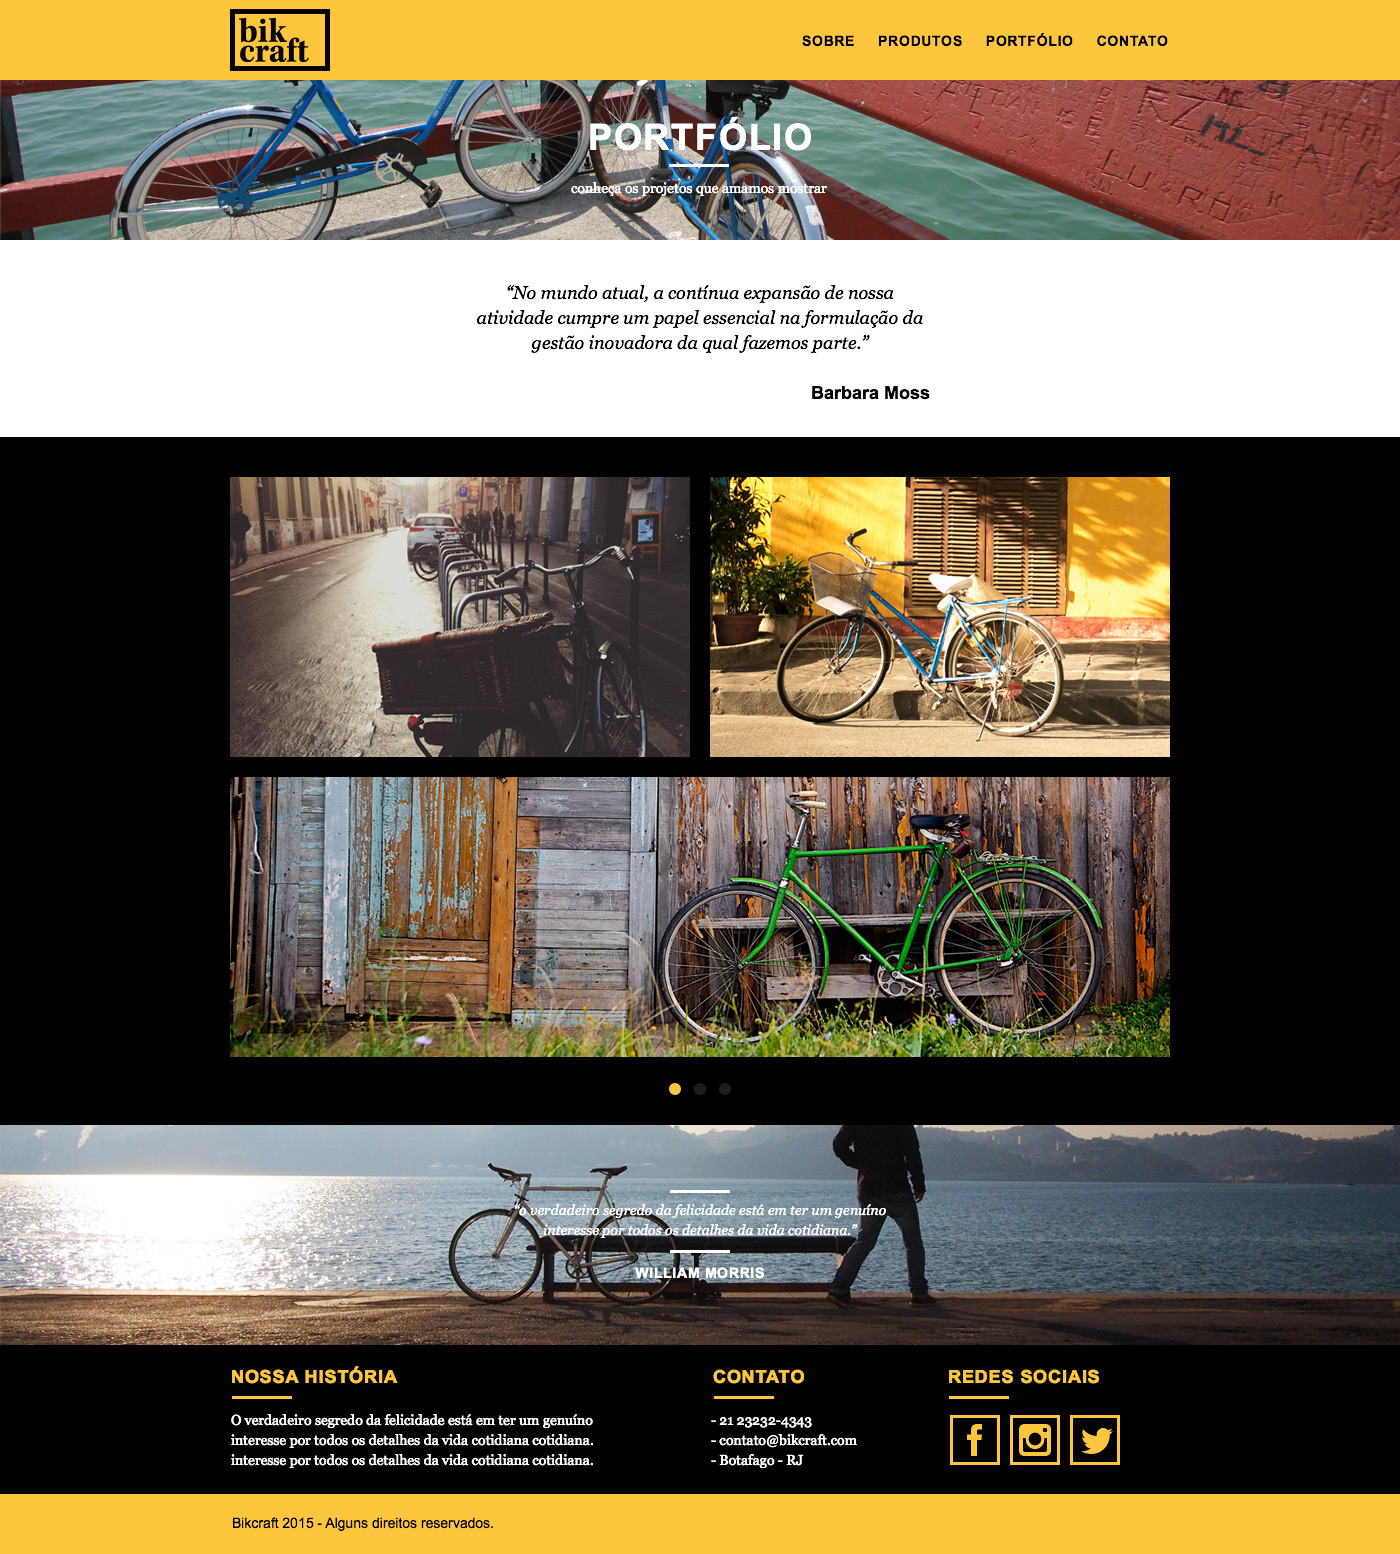 bik
craft
SOBRE PRODUTOS PORTFÓLIO CONTATO
PORTFÓLIO
conheça os projetos que amamos mostrar
“No mundo atual, a contínua expansão de nossa
atividade cumpre um papel essencial na formulação da
gestão inovadora da qual fazemos parte.”
Barbara Moss
“o verdadeiro segredo da felicidade está em ter um genuíno
interesse por todos os detalhes da vida cotidiana.”
WILLIAM MORRIS
NOSSA HISTÓRIA
O verdadeiro segredo da felicidade está em ter um genuíno
interesse por todos os detalhes da vida cotidiana cotidiana.
interesse por todos os detalhes da vida cotidiana cotidiana.
CONTATO
- 21 23232-4343
- contato@bikcraft.com
- Botafago - RJ
REDES SOCIAIS
Bikcraft 2015 - Alguns direitos reservados.